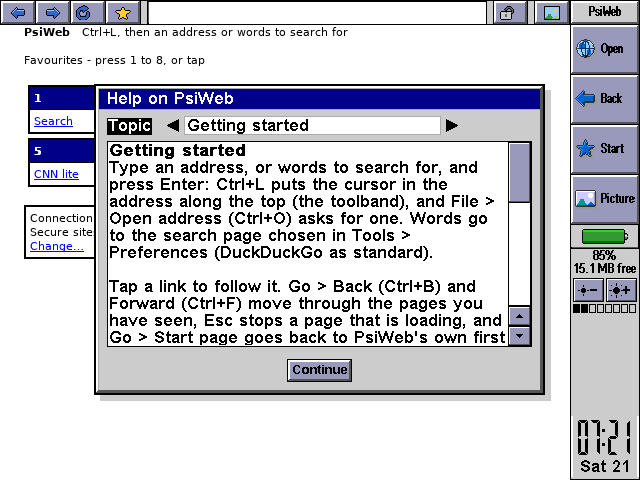 PsiWeb Ctrl+L, then an address or words to search for
Favourites - press 1 to 8, or tap
1
Search
5
CNN lite
Connection
Secure site
Change...
Help on PsiWeb
Topic Getting started
Getting started
Type an address, or words to search for, and
press Enter: Ctrl+L puts the cursor in the
address along the top (the toolband), and File >
Open address (Ctrl+O) asks for one. Words go
to the search page chosen in Tools >
Preferences (DuckDuckGo as standard).
Tap a link to follow it. Go > Back (Ctrl+B) and
Forward (Ctrl+F) move through the pages you
have seen, Esc stops a page that is loading, and
Go > Start page goes back to PsiWeb's own first
Continue
PsiWeb
Open
Back
Start
Picture
85%
15.1 MB free
07:21
Sat 21